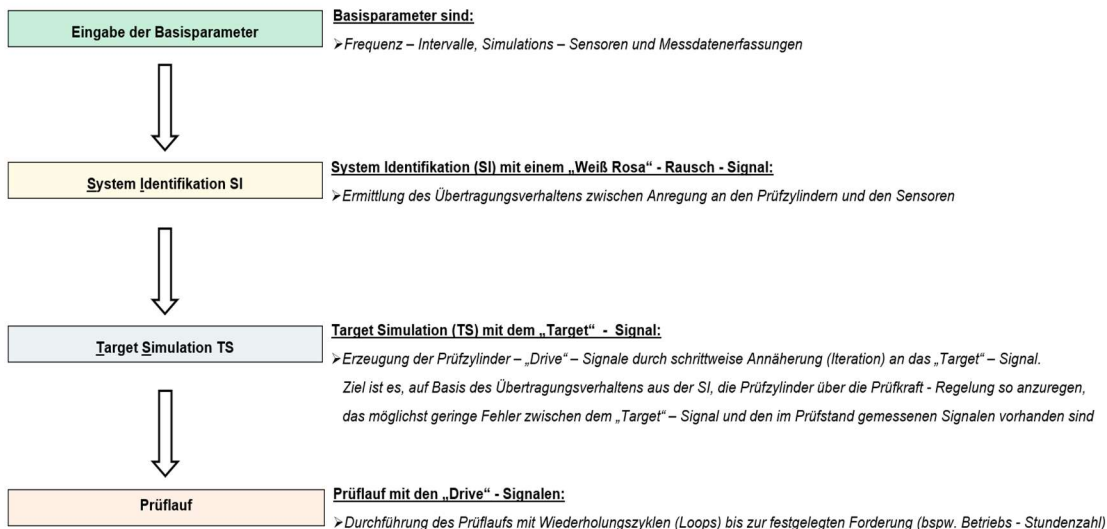 Eingabe der Basisparameter
Basisparameter sind:
➢Frequenz – Intervalle, Simulations – Sensoren und Messdatenerfassungen
System Identifikation SI
System Identifikation (SI) mit einem „Weiß Rosa“ - Rausch - Signal:
➢Ermittlung des Übertragungsverhaltens zwischen Anregung an den Prüfzylindern und den Sensoren
Target Simulation TS
Target Simulation (TS) mit dem „Target“ - Signal:
➢Erzeugung der Prüfzylinder – „Drive“ – Signale durch schrittweise Annäherung (Iteration) an das „Target“ – Signal.
Ziel ist es, auf Basis des Übertragungsverhaltens aus der SI, die Prüfzylinder über die Prüfkraft - Regelung so anzuregen,
das möglichst geringe Fehler zwischen dem „Target“ – Signal und den im Prüfstand gemessenen Signalen vorhanden sind
Prüflauf
Prüflauf mit den „Drive“ - Signalen:
➢Durchführung des Prüflaufs mit Wiederholungszyklen (Loops) bis zur festgelegten Forderung (bspw. Betriebs - Stundenzahl)